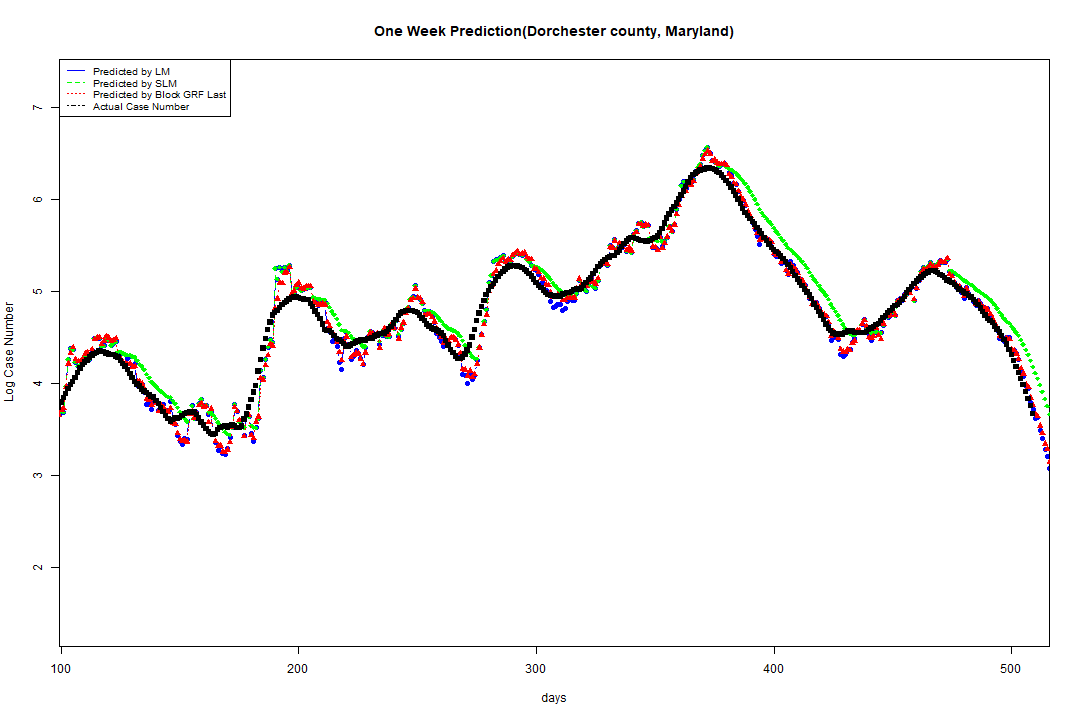 One Week Prediction(Dorchester county, Maryland)
Predicted by LM
Predicted by SLM
Predicted by Block GRF Last
Actual Case Number
7
6
5
4
3
2
Log Case Number
100 200 300 400 500
days